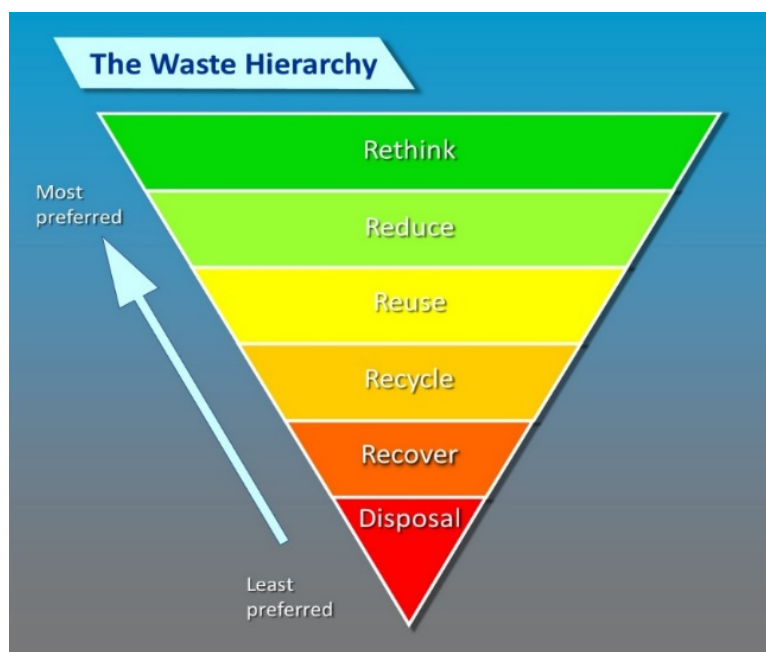 The Waste Hierarchy
Rethink
Most
preferred
Reduce
Reuse
Recycle
Recover
Disposal
Least
preferred